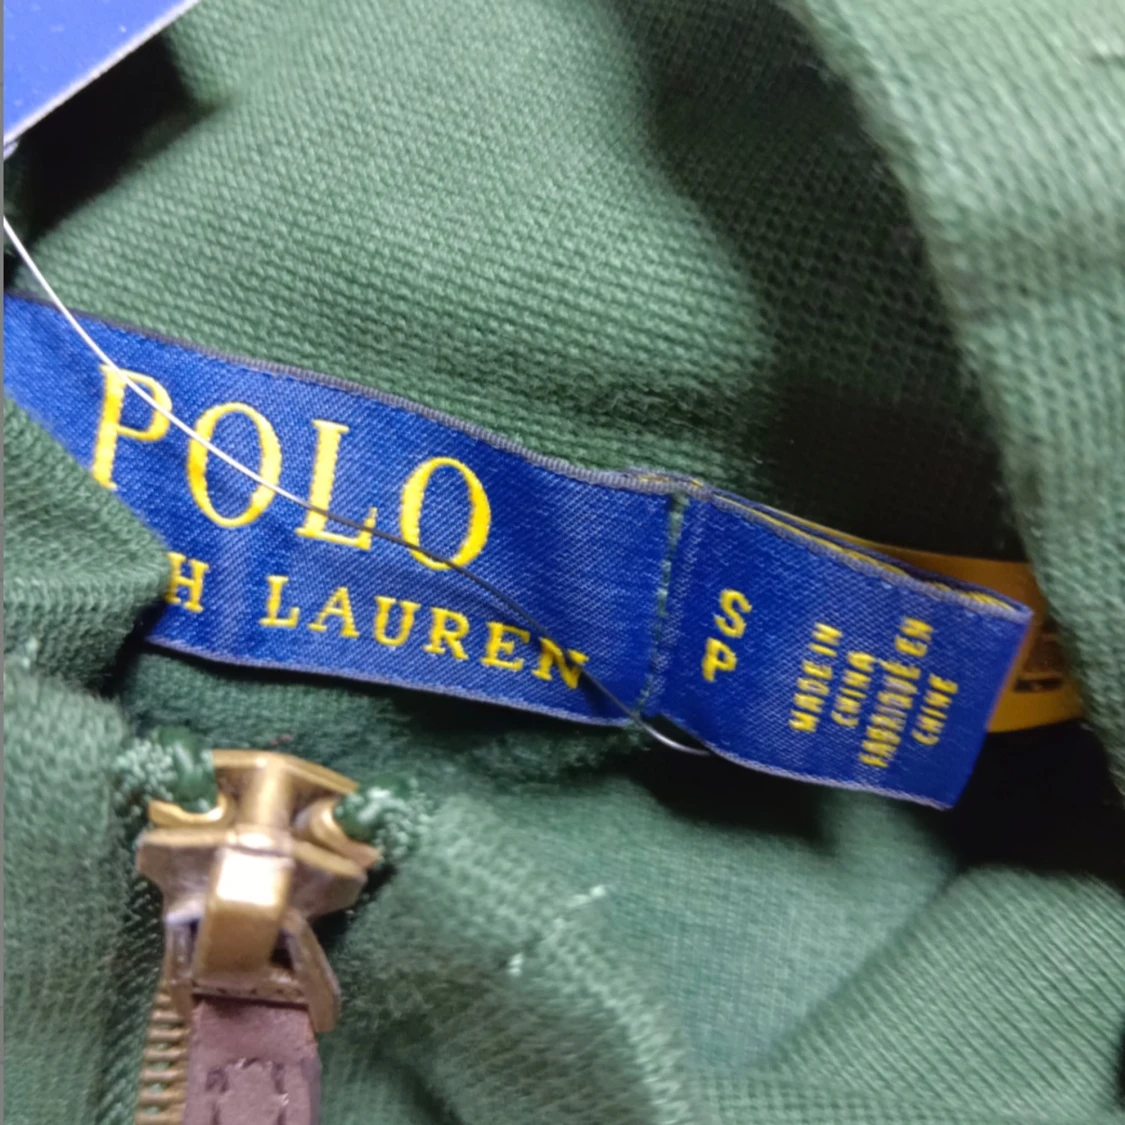 POLO
H LAUREN
S
P
MADE IN
CHINA
FABRIQUÉ EN
CHINE